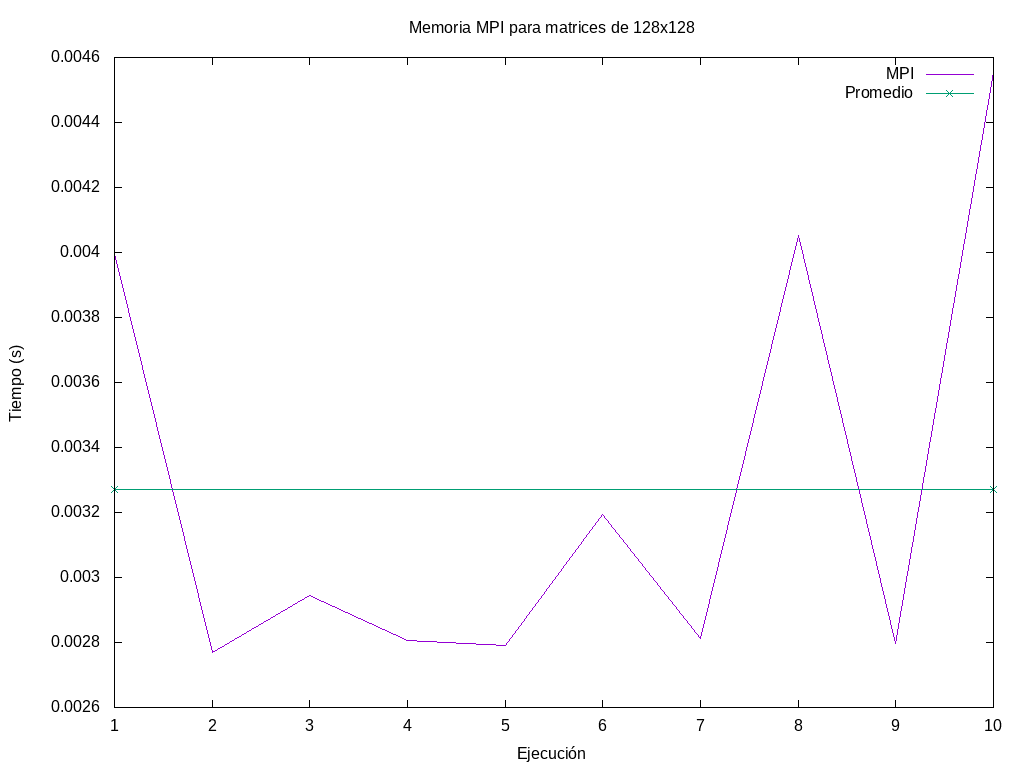 Memoria MPI para matrices de 128x128
MPI
Promedio
0.0046
0.0044
0.0042
0.004
0.0038
0.0036
0.0034
0.0032
0.003
0.0028
0.0026
Tiempo (s)
1 2 3 4 5 6 7 8 9 10
Ejecución